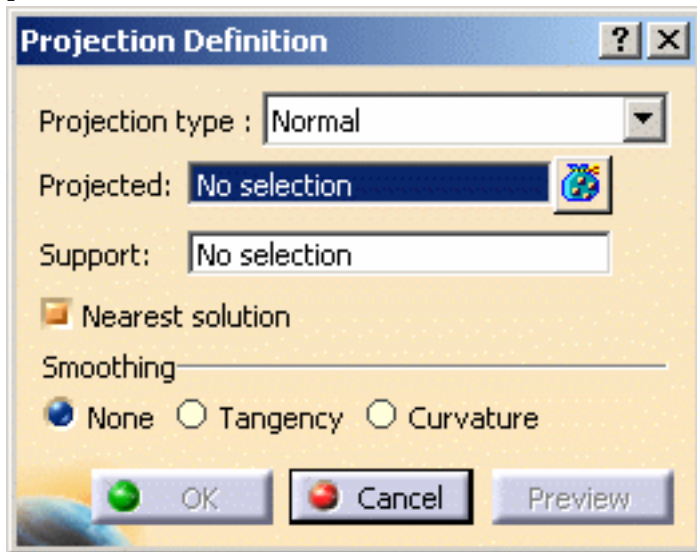 Projection Definition
Projection type : Normal
Projected: No selection
Support: No selection
Nearest solution
Smoothing
None Tangency Curvature
OK Cancel Preview